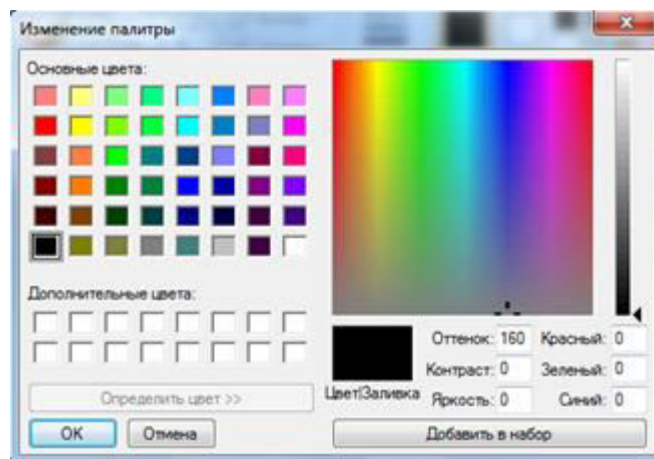 Изменение палитры
Основные цвета:
Дополнительные цвета:
Определить цвет >>
OK
Отмена
Цвет|Заливка
Оттенок: 160
Контраст: 0
Яркость: 0
Красный: 0
Зеленый: 0
Синий: 0
Добавить в набор